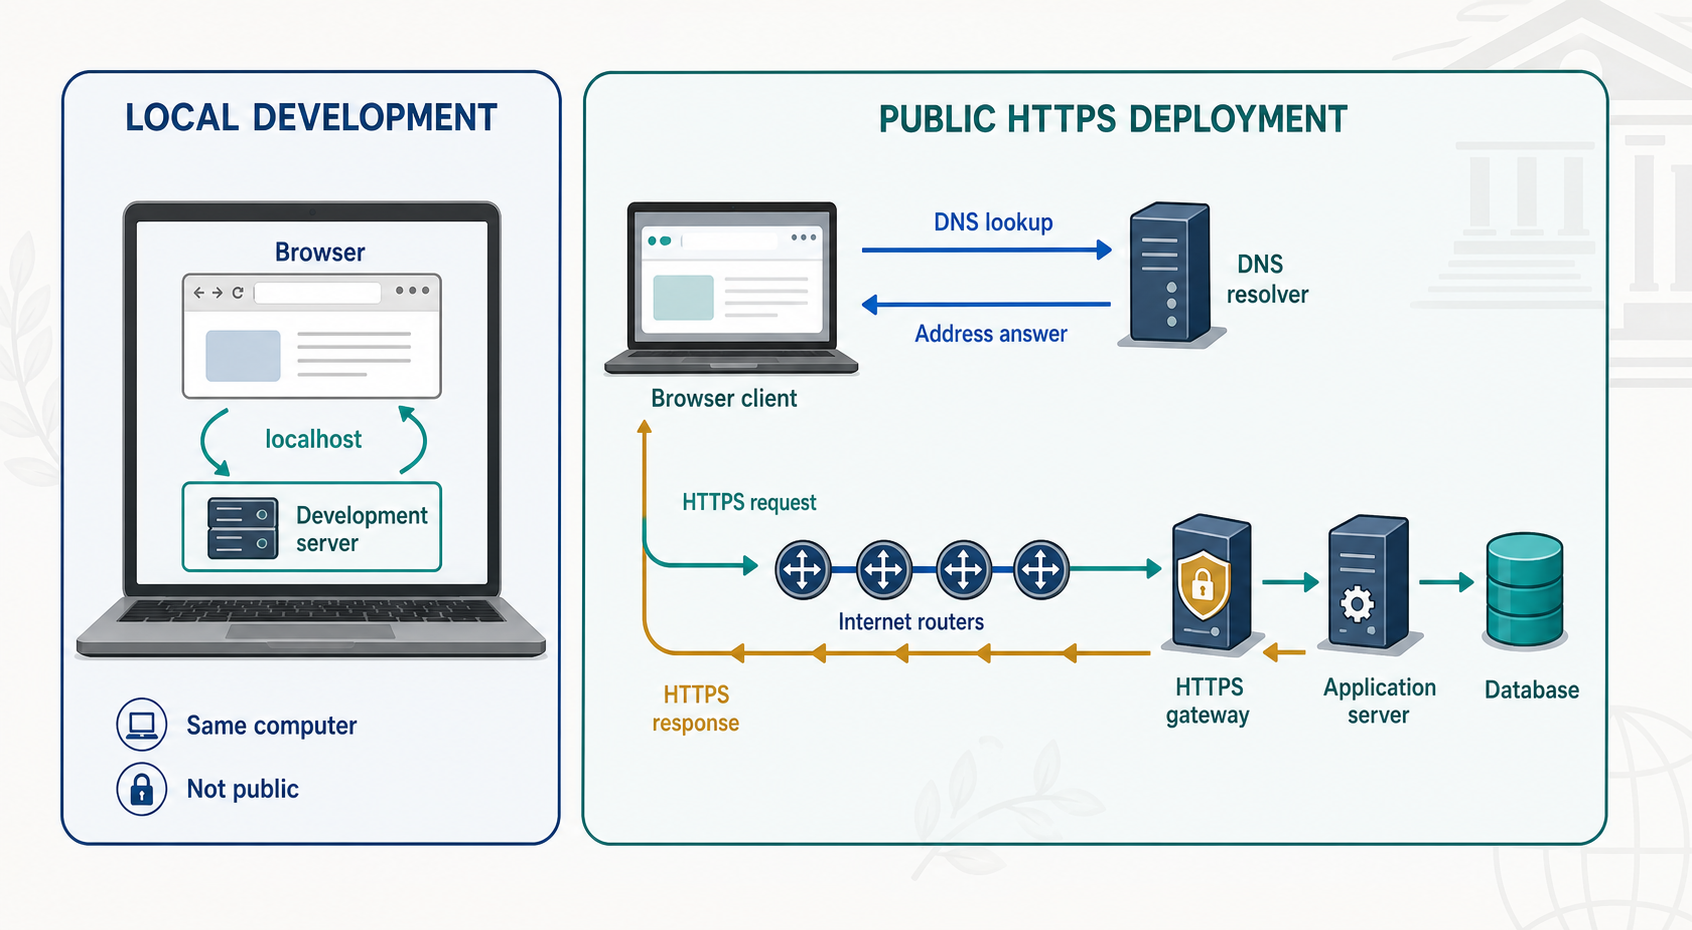 LOCAL DEVELOPMENT
Browser
localhost
Development
server
Same computer
Not public
PUBLIC HTTPS DEPLOYMENT
DNS lookup
Address answer
DNS
resolver
Browser client
HTTPS request
Internet routers
HTTPS
response
HTTPS
gateway
Application
server
Database